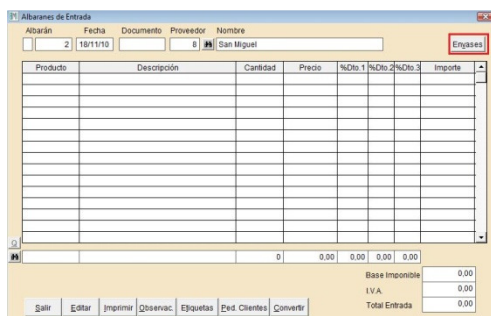 Albaranes de Entrada
Albarán Fecha Documento Proveedor Nombre
2 18/11/10 8 San Miguel Envases
Producto Descripción Cantidad Precio %Dto.1 %Dto.2 %Dto.3 Importe
0 0,00 0,00 0,00 0,00
Base Imponible 0,00
I.V.A. 0,00
Total Entrada 0,00
Salir Editar Imprimir Observac. Etiquetas Ped. Clientes Convertir